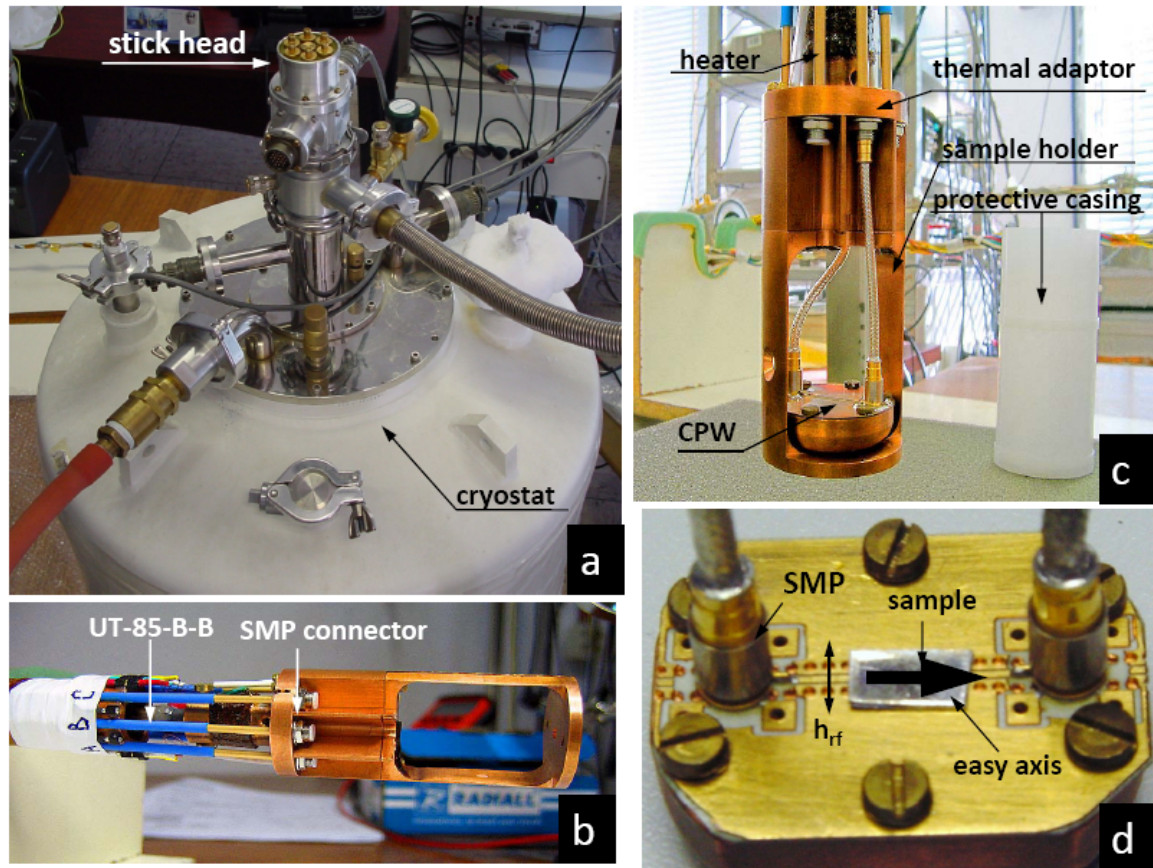 stick head
cryostat
a
UT-85-B-B
SMP connector
A
B
C
R
RADIALL
b
heater
thermal adaptor
sample holder
protective casing
CPW
c
SMP
sample
hrf
easy axis
d